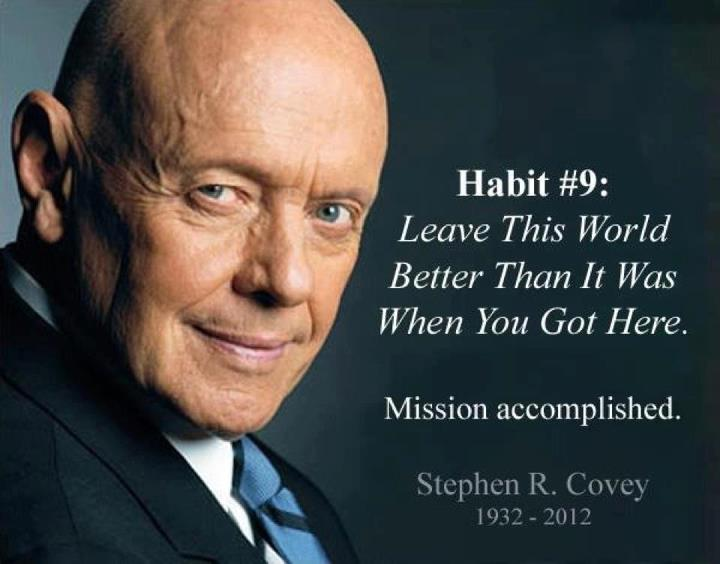 Habit #9:
Leave This World
Better Than It Was
When You Got Here.
Mission accomplished.
Stephen R. Covey
1932 - 2012